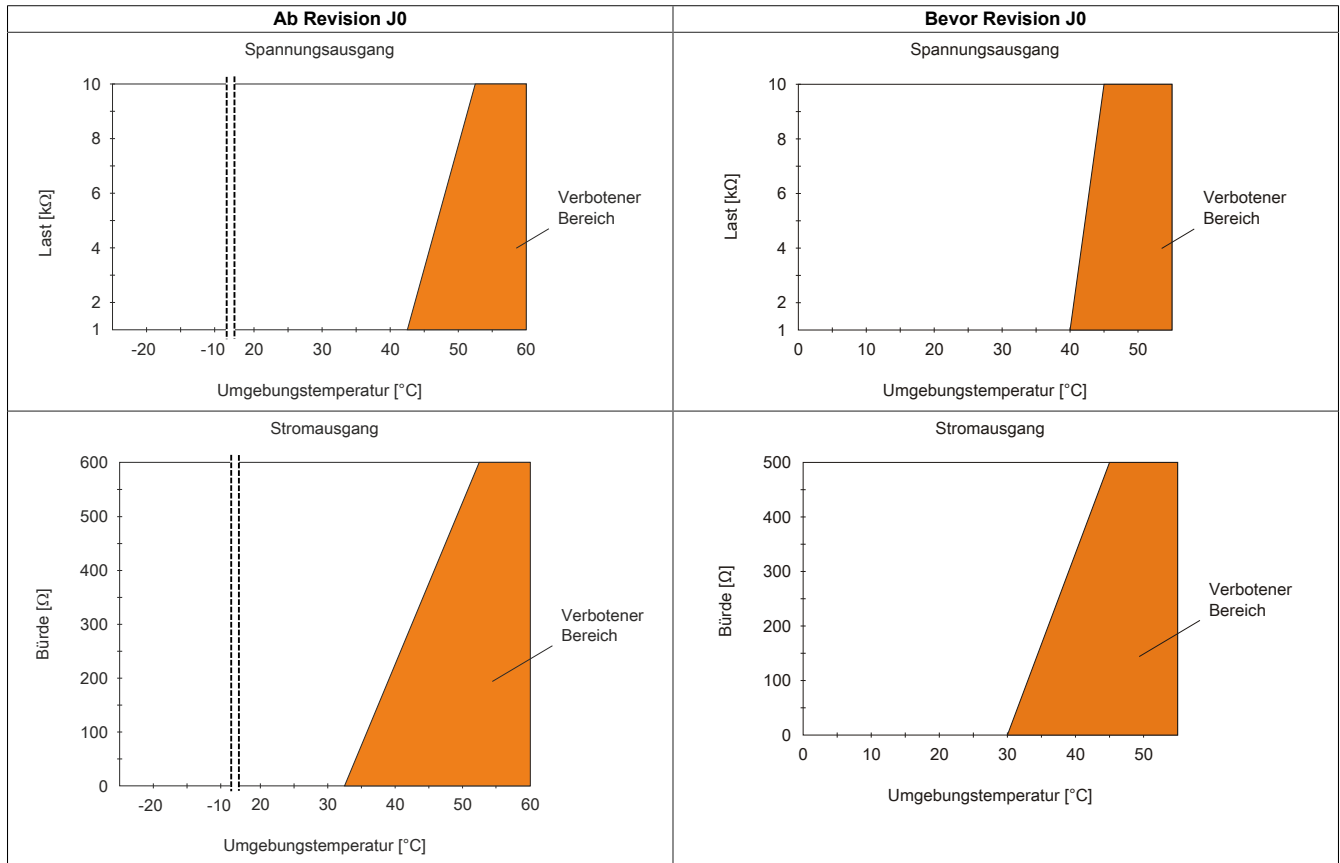 Ab Revision J0
Bevor Revision J0
Spannungsausgang
10
8
6
4
2
1
Last [kΩ]
-20 -10 20 30 40 50 60
Umgebungstemperatur [°C]
Verbotener
Bereich
Spannungsausgang
10
8
6
4
2
1
Last [kΩ]
0 10 20 30 40 50
Umgebungstemperatur [°C]
Verbotener
Bereich
Stromausgang
600
500
400
300
200
100
0
Bürde [Ω]
-20 -10 20 30 40 50 60
Umgebungstemperatur [°C]
Verbotener
Bereich
Stromausgang
500
400
300
200
100
0
Bürde [Ω]
0 10 20 30 40 50
Umgebungstemperatur [°C]
Verbotener
Bereich